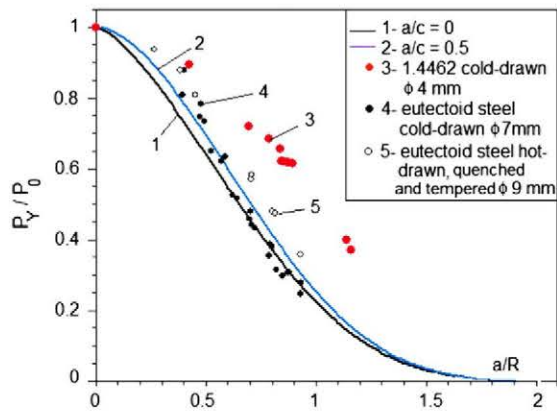 1
2
4
3
1
5
1- a/c = 0
2- a/c = 0.5
3- 1.4462 cold-drawn
ϕ 4 mm
4- eutectoid steel
cold-drawn ϕ7mm
5- eutectoid steel hot-
drawn, quenched
and tempered ϕ 9 mm
0.8
0.6
0.4
0.2
0
P_Y / P_0
a/R
0 0.5 1 1.5 2